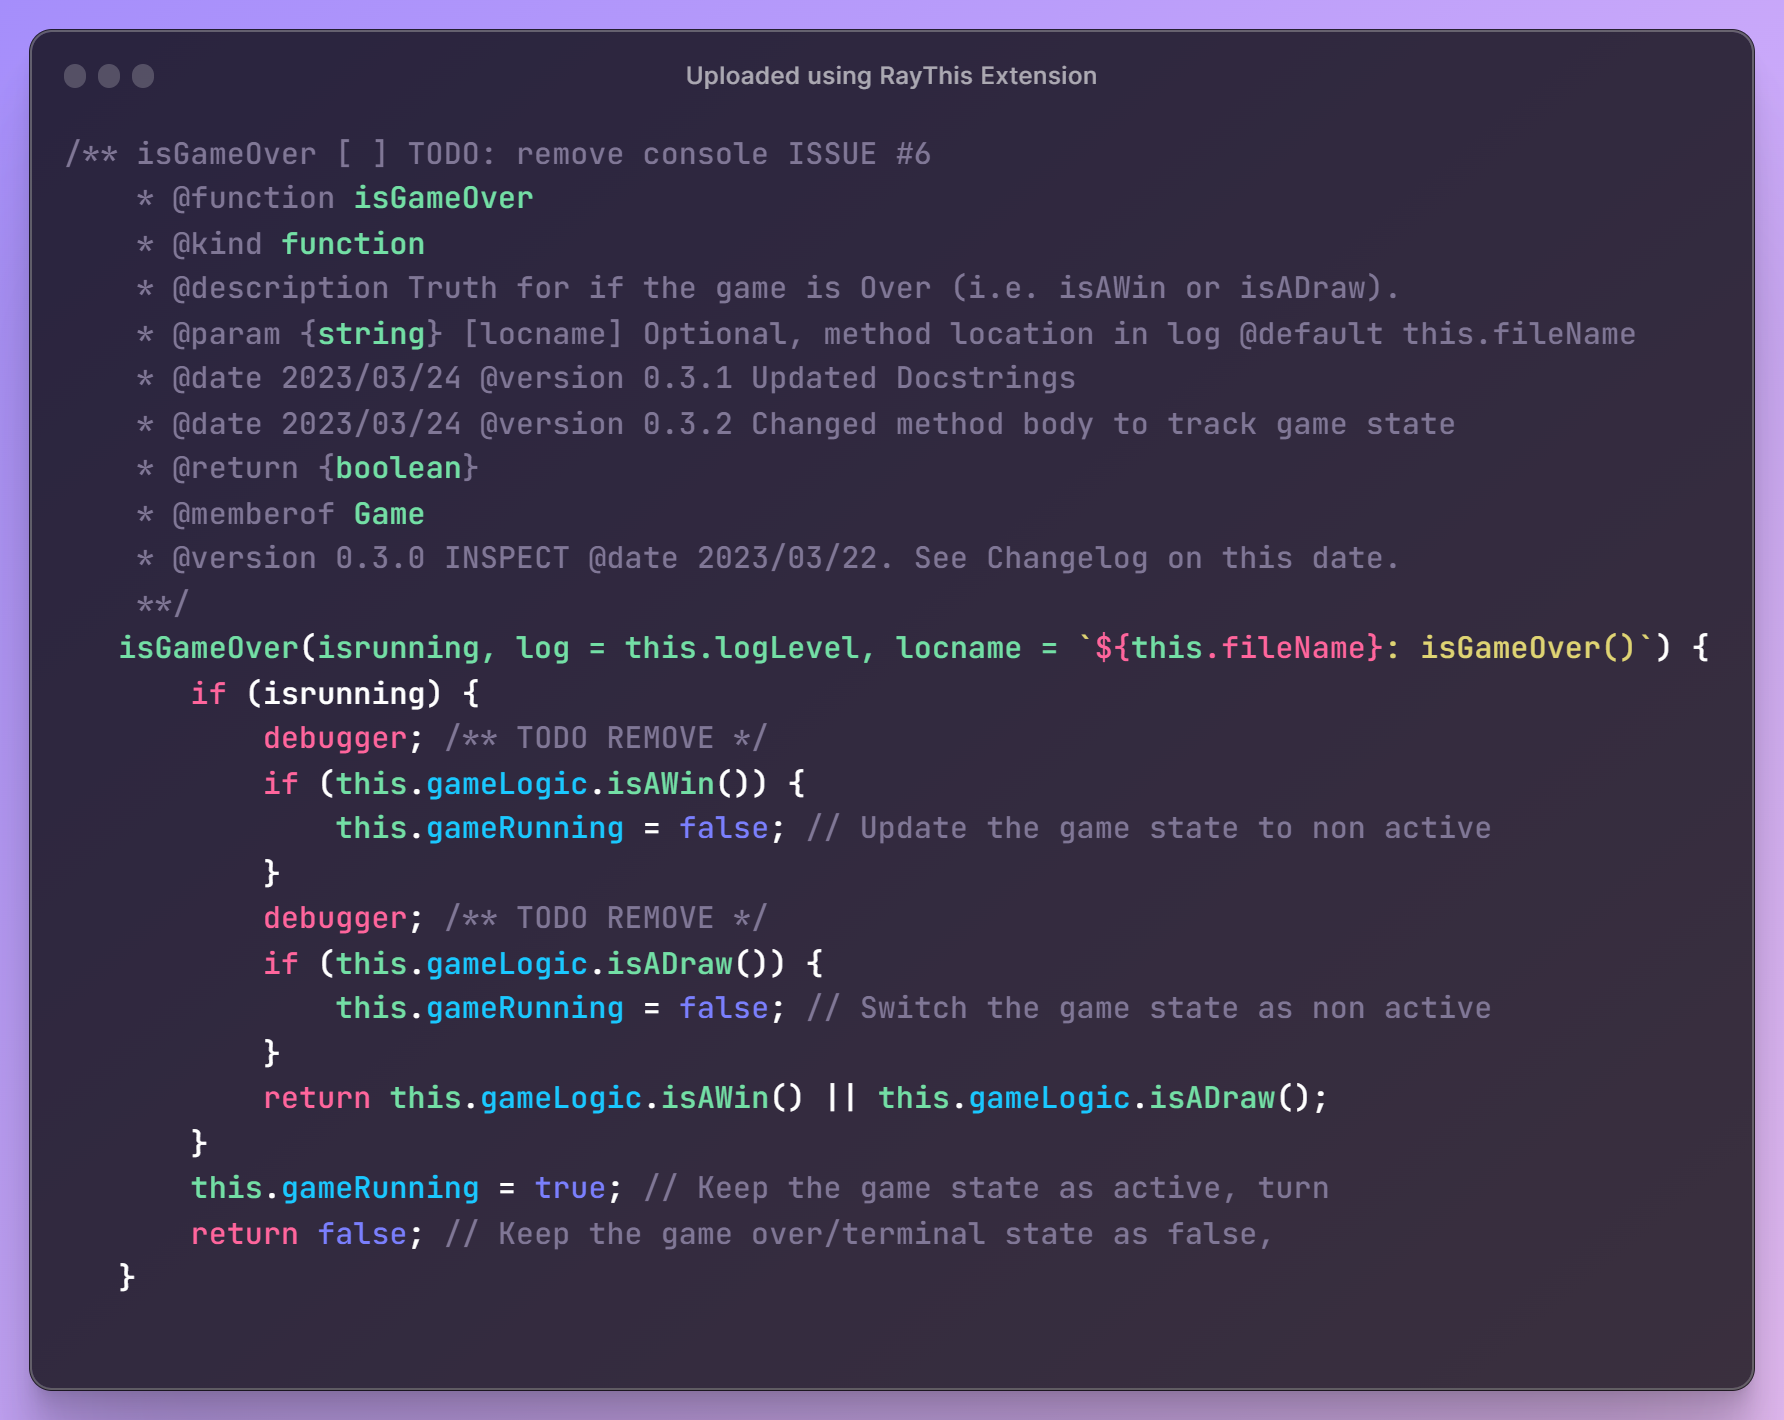 Uploaded using RayThis Extension
/** isGameOver [ ] TODO: remove console ISSUE #6
    * @function isGameOver
    * @kind function
    * @description Truth for if the game is Over (i.e. isAWin or isADraw).
    * @param {string} [locname] Optional, method location in log @default this.fileName
    * @date 2023/03/24 @version 0.3.1 Updated Docstrings
    * @date 2023/03/24 @version 0.3.2 Changed method body to track game state
    * @return {boolean}
    * @memberof Game
    * @version 0.3.0 INSPECT @date 2023/03/22. See Changelog on this date.
    **/
   isGameOver(isrunning, log = this.logLevel, locname = `${this.fileName}: isGameOver()`) {
       if (isrunning) {
           debugger; /** TODO REMOVE */
           if (this.gameLogic.isAWin()) {
               this.gameRunning = false; // Update the game state to non active
           }
           debugger; /** TODO REMOVE */
           if (this.gameLogic.isADraw()) {
               this.gameRunning = false; // Switch the game state as non active
           }
           return this.gameLogic.isAWin() || this.gameLogic.isADraw();
       }
       this.gameRunning = true; // Keep the game state as active, turn
       return false; // Keep the game over/terminal state as false,
   }